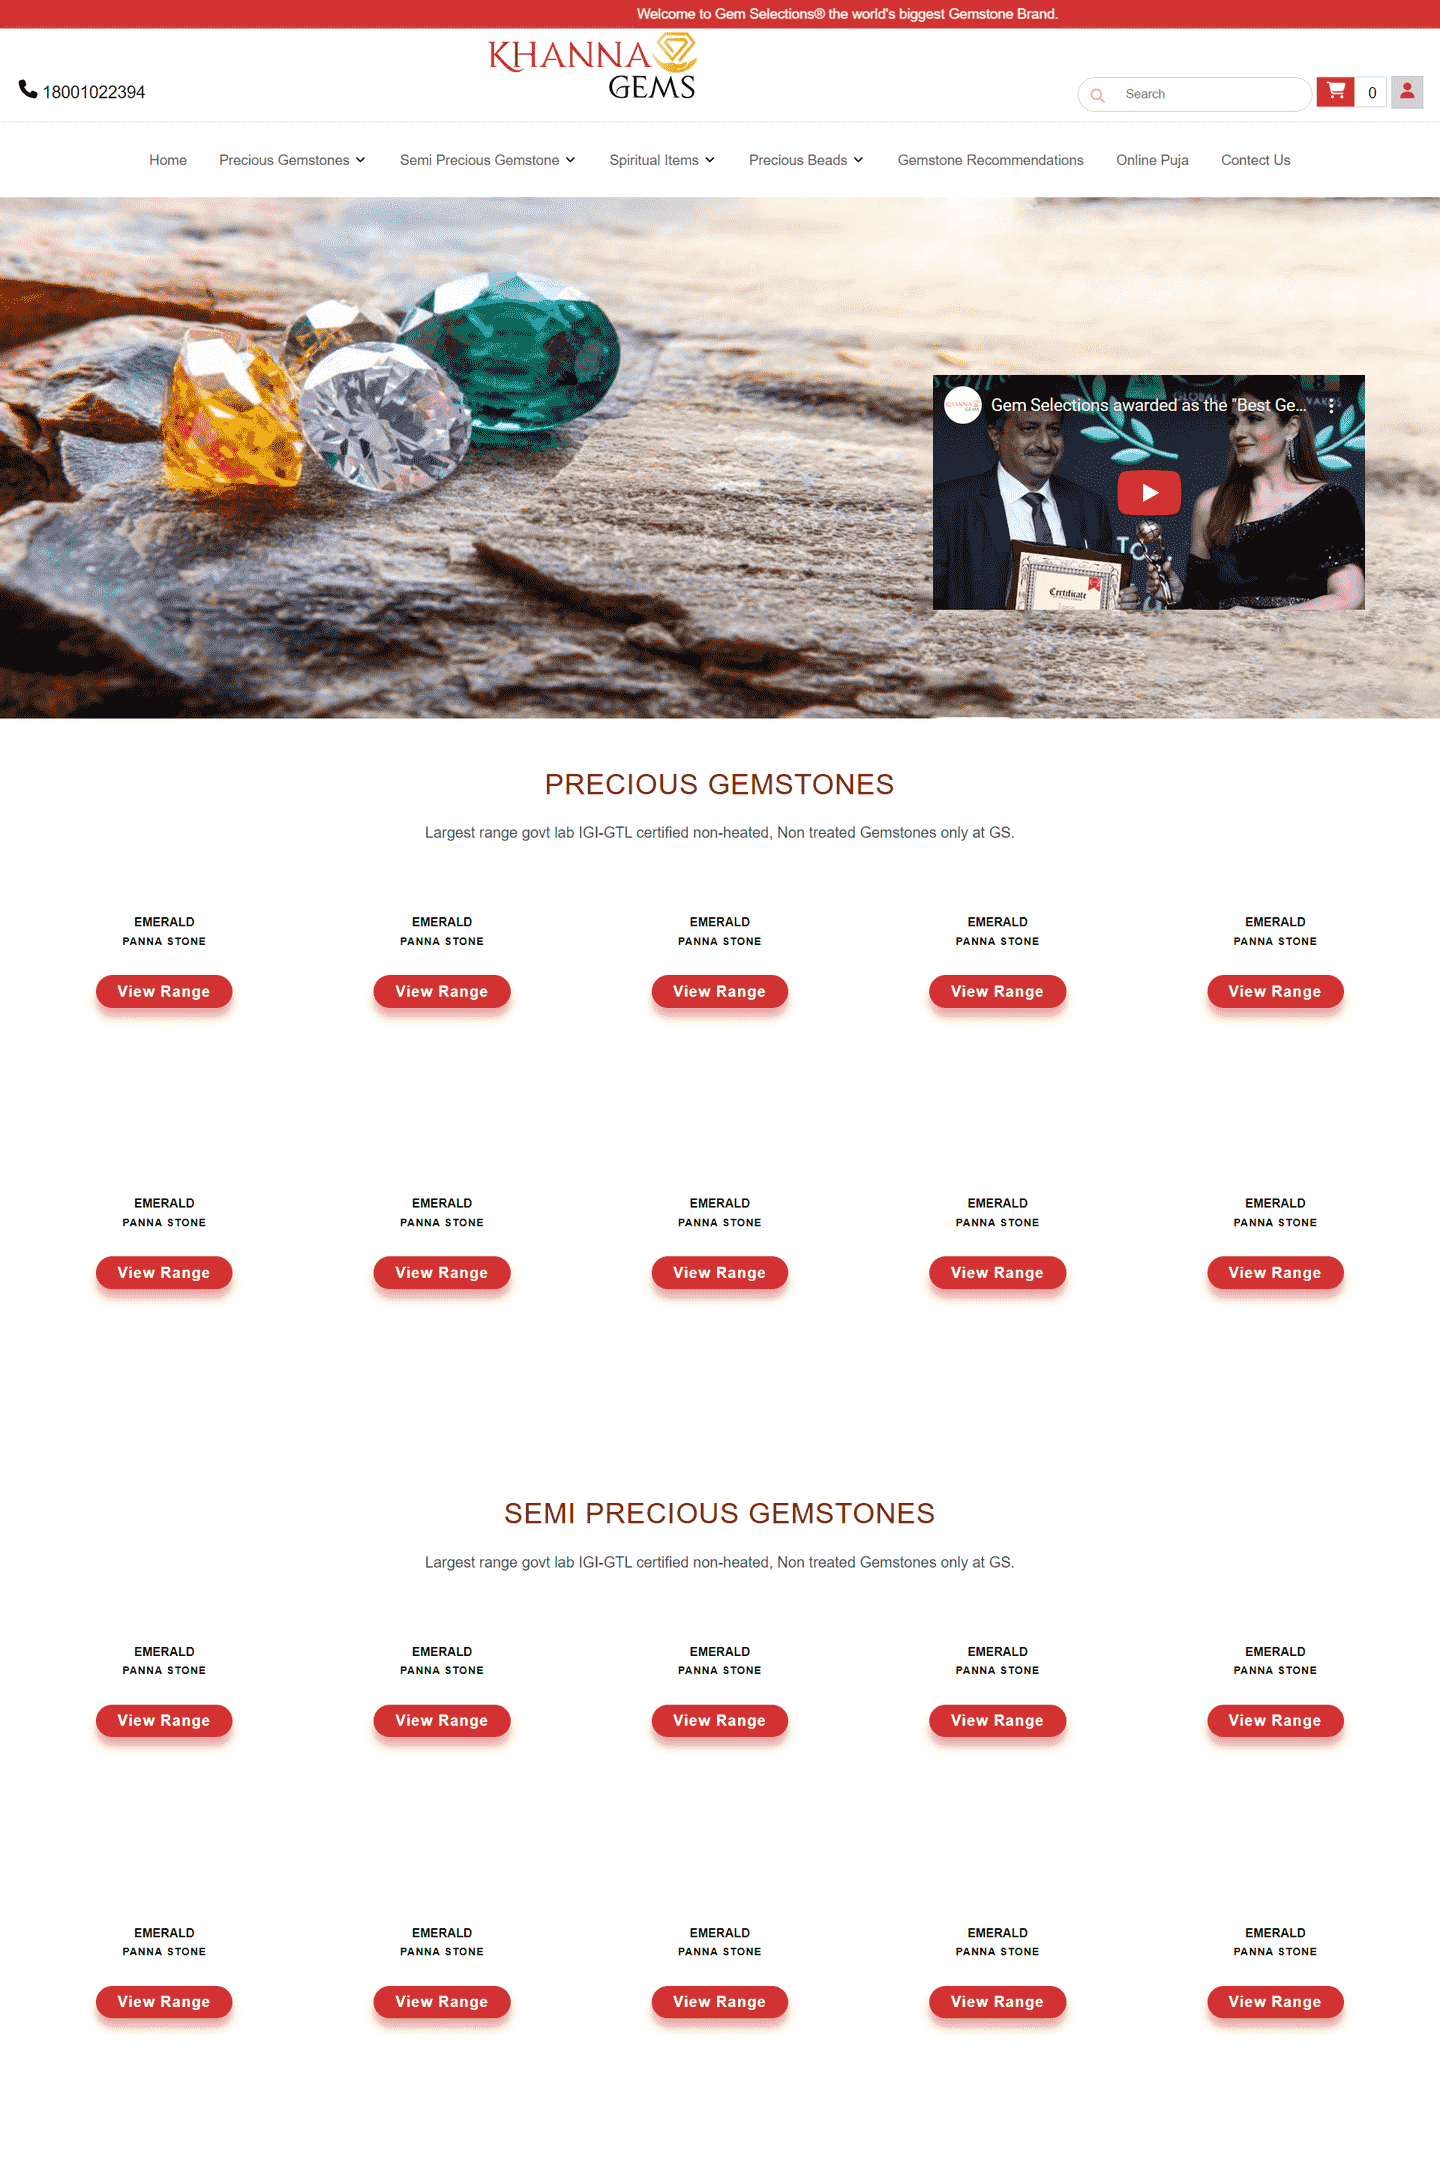 Welcome to Gem Selections® the world's biggest Gemstone Brand.
KHANNA
GEMS
18001022394
Search
0
Home Precious Gemstones Semi Precious Gemstone Spiritual Items Precious Beads Gemstone Recommendations Online Puja Contect Us
Gem Selections awarded as the "Best Ge...
Certificate
PRECIOUS GEMSTONES
Largest range govt lab IGI-GTL certified non-heated, Non treated Gemstones only at GS.
EMERALD EMERALD EMERALD EMERALD EMERALD
PANNA STONE PANNA STONE PANNA STONE PANNA STONE PANNA STONE
View Range View Range View Range View Range View Range
EMERALD EMERALD EMERALD EMERALD EMERALD
PANNA STONE PANNA STONE PANNA STONE PANNA STONE PANNA STONE
View Range View Range View Range View Range View Range
SEMI PRECIOUS GEMSTONES
Largest range govt lab IGI-GTL certified non-heated, Non treated Gemstones only at GS.
EMERALD EMERALD EMERALD EMERALD EMERALD
PANNA STONE PANNA STONE PANNA STONE PANNA STONE PANNA STONE
View Range View Range View Range View Range View Range
EMERALD EMERALD EMERALD EMERALD EMERALD
PANNA STONE PANNA STONE PANNA STONE PANNA STONE PANNA STONE
View Range View Range View Range View Range View Range